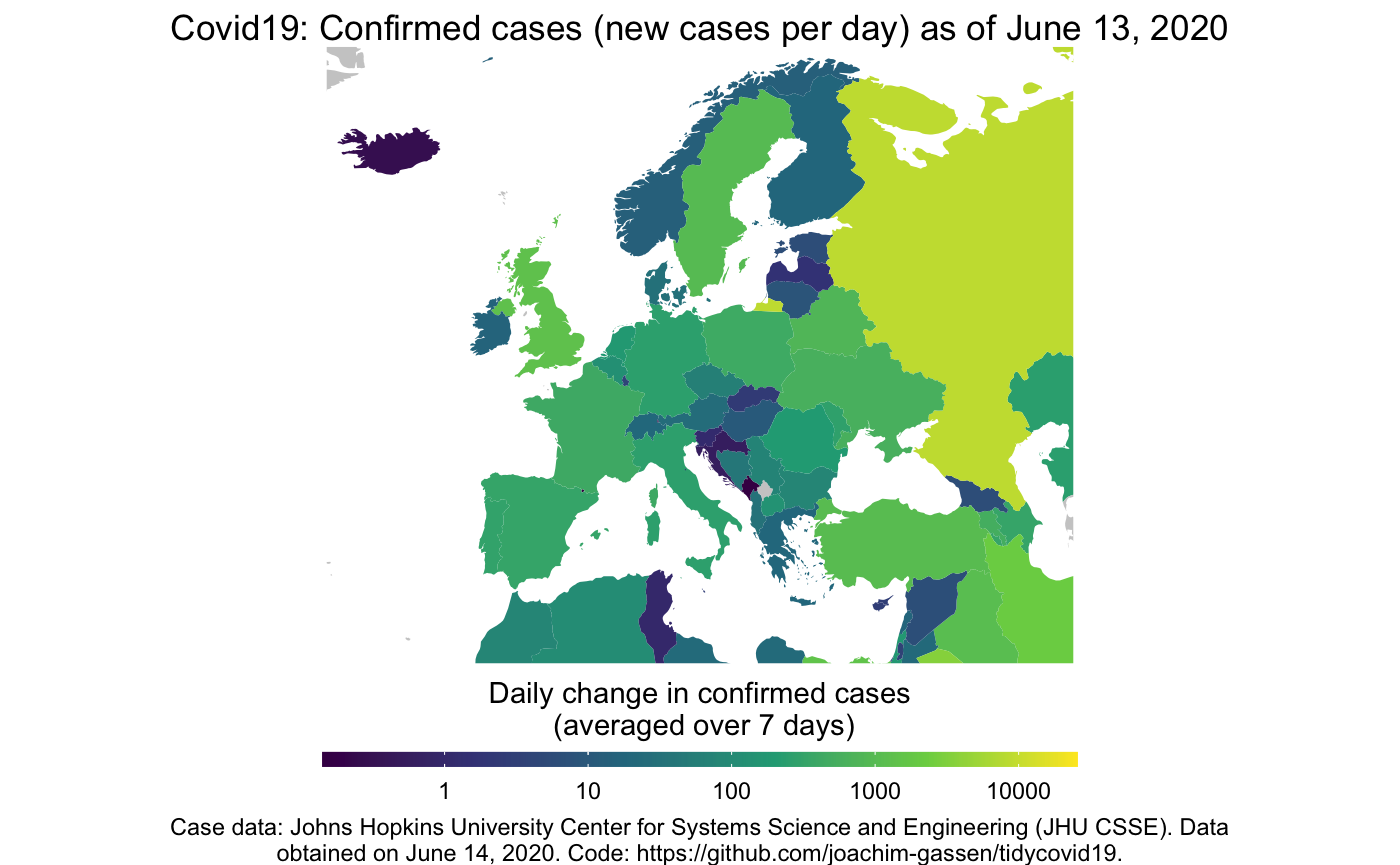 Covid19: Confirmed cases (new cases per day) as of June 13, 2020
Daily change in confirmed cases
(averaged over 7 days)
1 10 100 1000 10000
Case data: Johns Hopkins University Center for Systems Science and Engineering (JHU CSSE). Data
obtained on June 14, 2020. Code: https://github.com/joachim-gassen/tidycovid19.